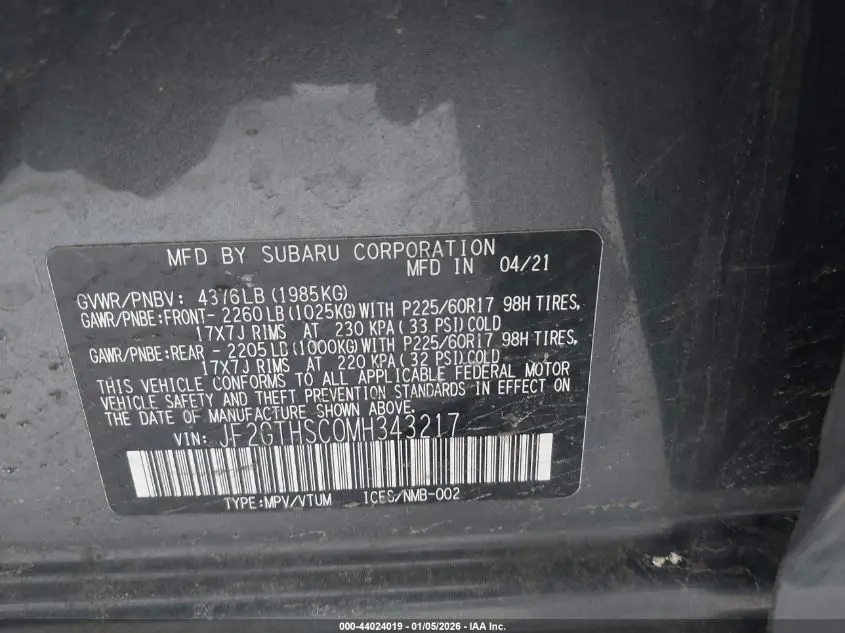 MFD BY SUBARU CORPORATION
MFD IN 04/21
GVWR/PNBV: 4376LB(1985KG)
GAWR/PNBE:FRONT- 2260LB(1025KG)WITH P225/60R17 98H TIRES,
17X7J RIMS AT 230 KPA(33 PSI)COLD
GAWR/PNBE:REAR - 2205LB(1000KG)WITH P225/60R17 98H TIRES,
17X7J RIMS AT 220 KPA(32 PSI)COLD
THIS VEHICLE CONFORMS TO ALL APPLICABLE FEDERAL MOTOR
VEHICLE SAFETY AND THEFT PREVENTION STANDARDS IN EFFECT ON
THE DATE OF MANUFACTURE SHOWN ABOVE.
VIN: JF2GTHSC0MH343217
TYPE:MPV/VTUM ICES/NMB-002
000-44024019 - 01/05/2026 - IAA Inc.